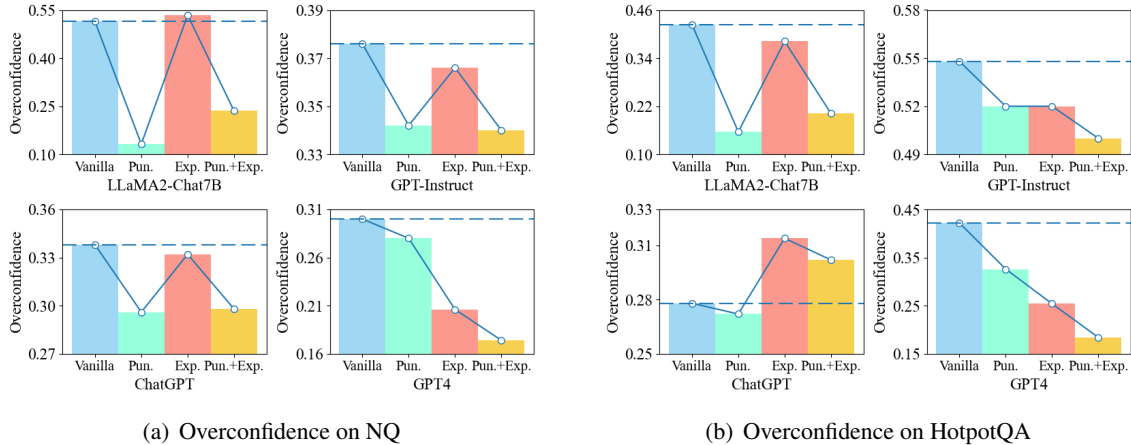 Overconfidence
0.55
0.40
0.25
0.10
Vanilla Pun. Exp. Pun.+Exp.
LLaMA2-Chat7B
Overconfidence
0.39
0.37
0.35
0.33
Vanilla Pun. Exp. Pun.+Exp.
GPT-Instruct
Overconfidence
0.36
0.33
0.30
0.27
Vanilla Pun. Exp. Pun.+Exp.
ChatGPT
Overconfidence
0.31
0.26
0.21
0.16
Vanilla Pun. Exp. Pun.+Exp.
GPT4
(a) Overconfidence on NQ
Overconfidence
0.46
0.34
0.22
0.10
Vanilla Pun. Exp. Pun.+Exp.
LLaMA2-Chat7B
Overconfidence
0.58
0.55
0.52
0.49
Vanilla Pun. Exp. Pun.+Exp.
GPT-Instruct
Overconfidence
0.33
0.31
0.28
0.25
Vanilla Pun. Exp. Pun.+Exp.
ChatGPT
Overconfidence
0.45
0.35
0.25
0.15
Vanilla Pun. Exp. Pun.+Exp.
GPT4
(b) Overconfidence on HotpotQA